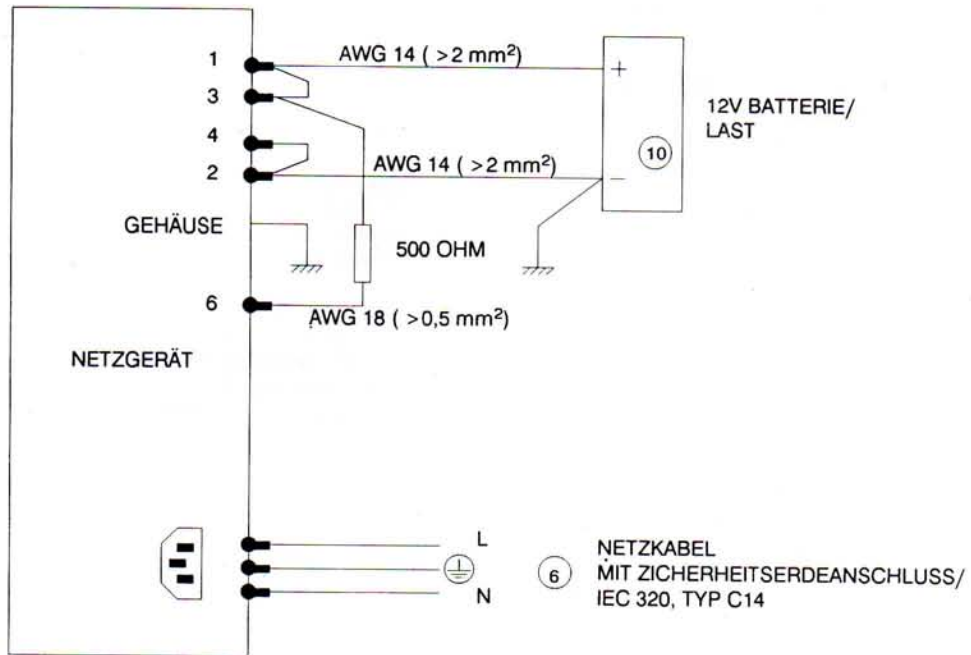 1
AWG 14 ( >2 mm²)
+
3
12V BATTERIE/
LAST
4
10
2
AWG 14 ( >2 mm²)
–
GEHÄUSE
500 OHM
6
AWG 18 ( >0,5 mm²)
NETZGERÄT
L
N
6
NETZKABEL
MIT ZICHERHEITSERDEANSCHLUSS/
IEC 320, TYP C14